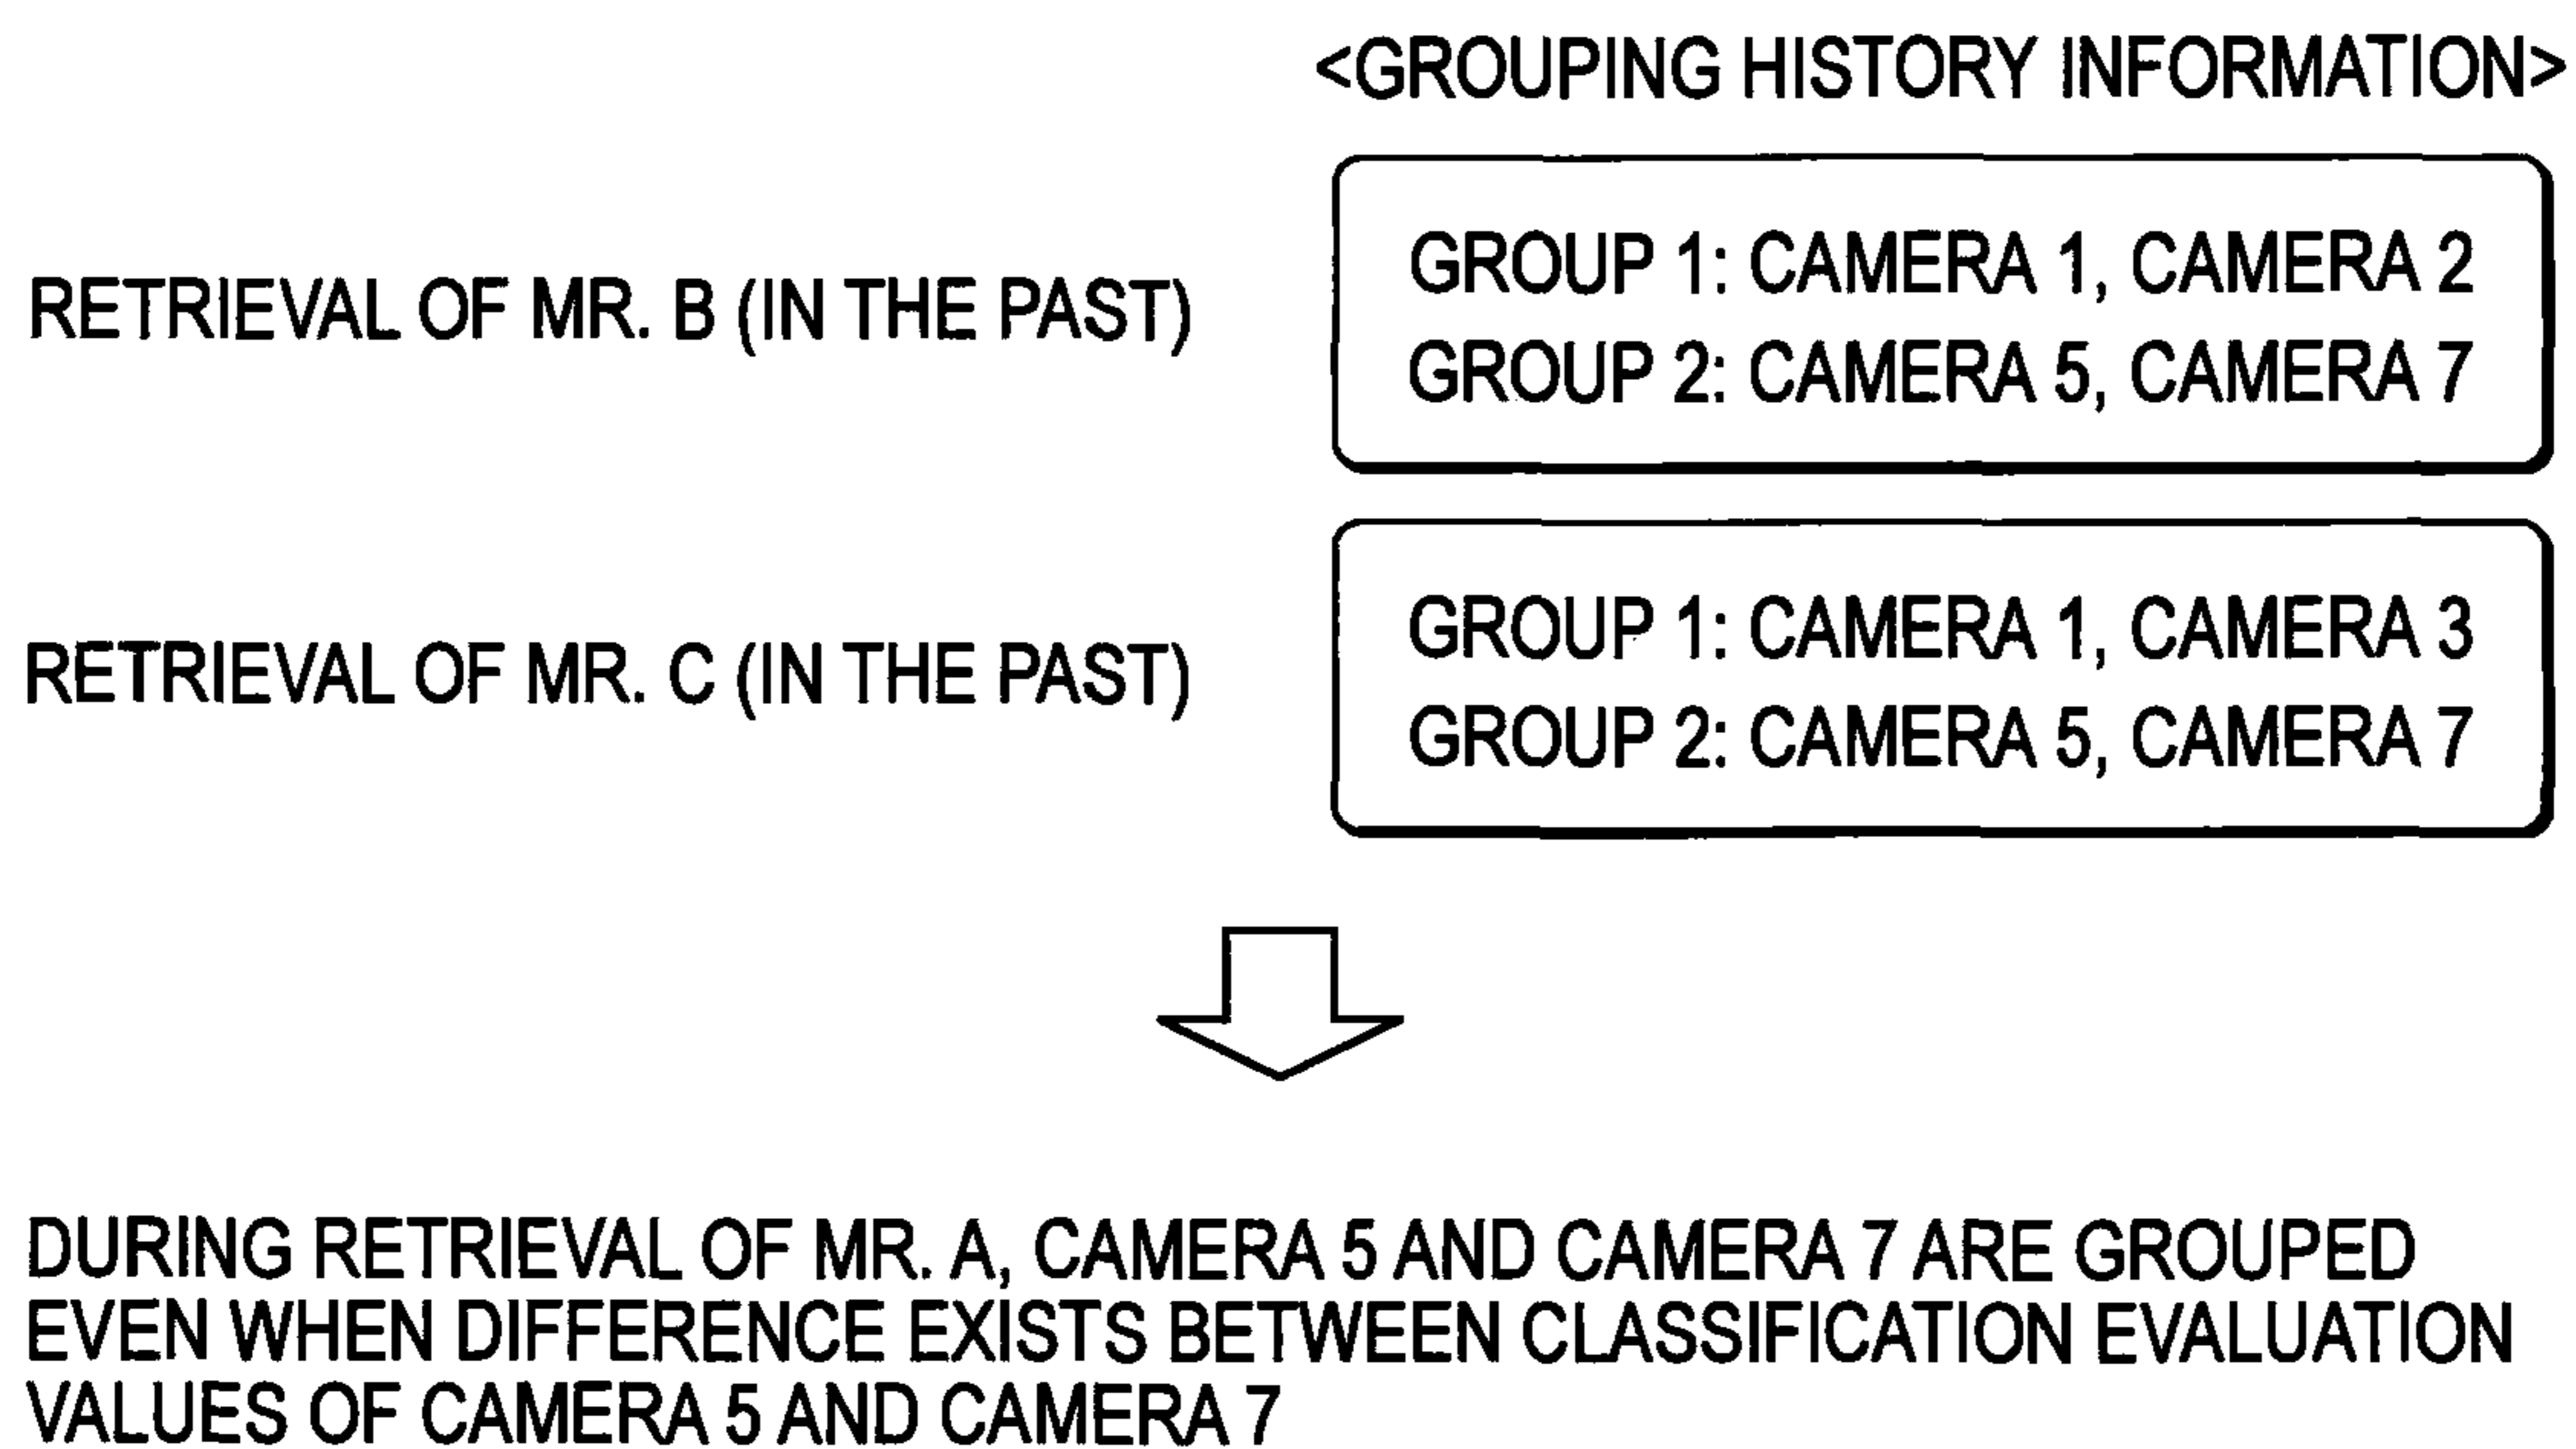 <GROUPING HISTORY INFORMATION>
RETRIEVAL OF MR. B (IN THE PAST)
GROUP 1: CAMERA 1, CAMERA 2
GROUP 2: CAMERA 5, CAMERA 7
RETRIEVAL OF MR. C (IN THE PAST)
GROUP 1: CAMERA 1, CAMERA 3
GROUP 2: CAMERA 5, CAMERA 7
DURING RETRIEVAL OF MR. A, CAMERA 5 AND CAMERA 7 ARE GROUPED
EVEN WHEN DIFFERENCE EXISTS BETWEEN CLASSIFICATION EVALUATION
VALUES OF CAMERA 5 AND CAMERA 7